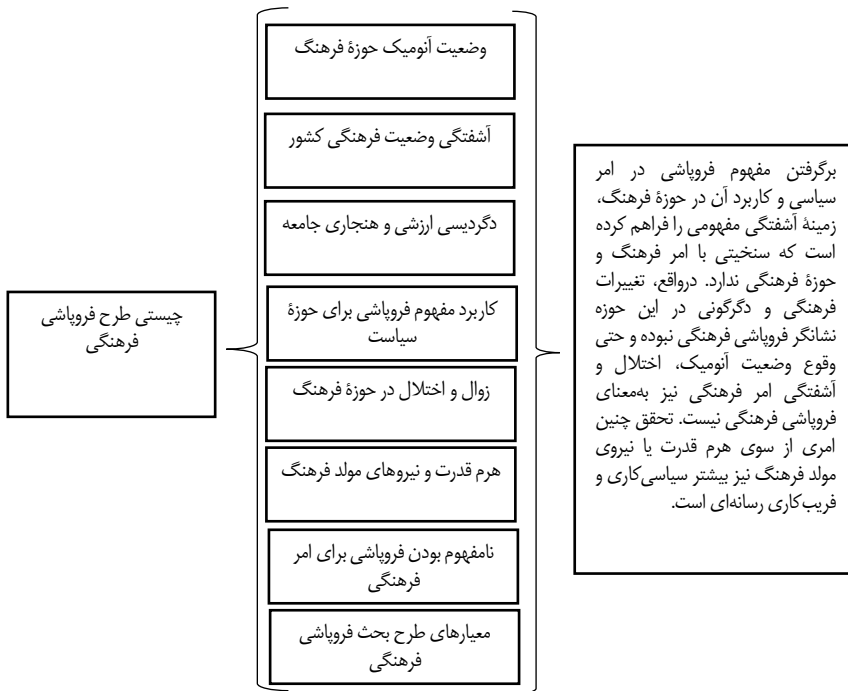 برگرفتن مفهوم فروپاشی در امر
سیاسی و کاربرد آن در حوزهٔ فرهنگ،
زمینهٔ آشفتگی مفهومی را فراهم کرده
است که سنخیتی با امر فرهنگ و
حوزهٔ فرهنگی ندارد. درواقع، تغییرات
فرهنگی و دگرگونی در این حوزه
نشانگر فروپاشی فرهنگی نبوده و حتی
وقوع وضعیت آنومیک، اختلال و
آشفتگی امر فرهنگی نیز به‌معنای
فروپاشی فرهنگی نیست. تحقق چنین
امری از سوی هرم قدرت یا نیروی
مولد فرهنگ نیز بیشتر سیاسی‌کاری و
فریب‌کاری رسانه‌ای است.
وضعیت آنومیک حوزهٔ فرهنگ
آشفتگی وضعیت فرهنگی کشور
دگردیسی ارزشی و هنجاری جامعه
کاربرد مفهوم فروپاشی برای حوزهٔ
سیاست
زوال و اختلال در حوزهٔ فرهنگ
هرم قدرت و نیروهای مولد فرهنگ
نامفهوم بودن فروپاشی برای امر
فرهنگی
معیارهای طرح بحث فروپاشی
فرهنگی
چیستی طرح فروپاشی
فرهنگی